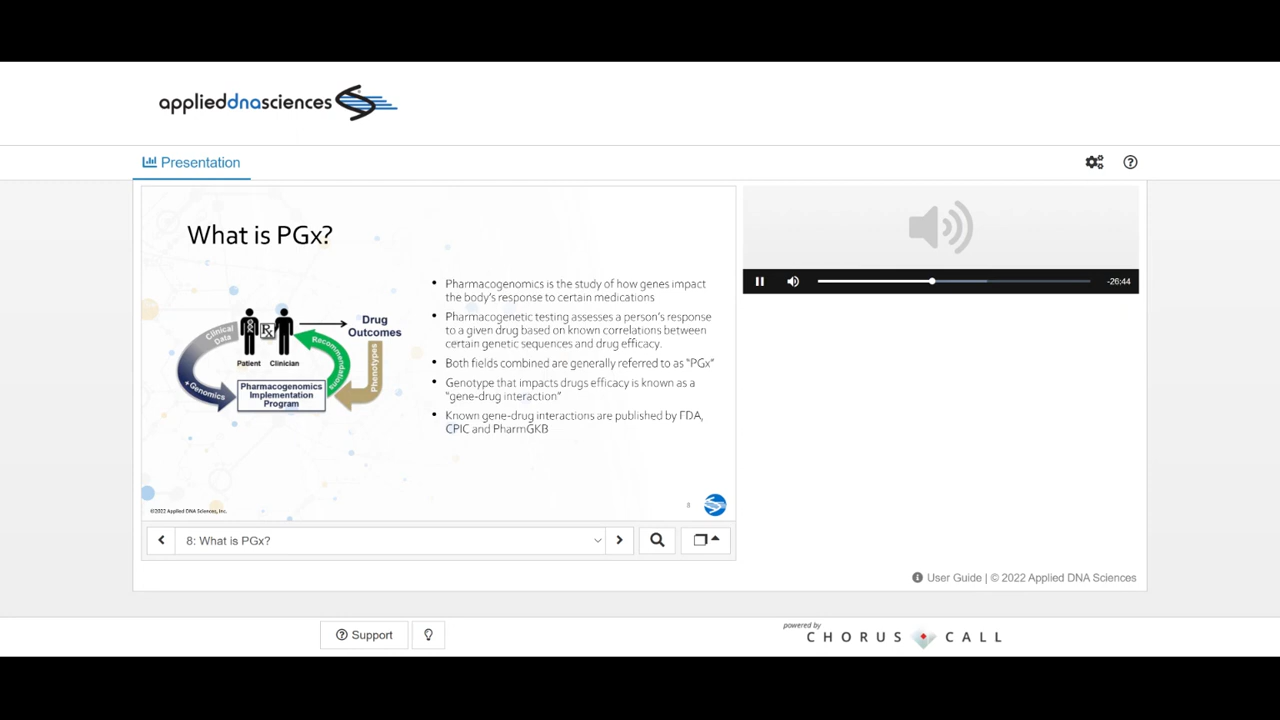 applieddnasciences
Presentation
What is PGx?
Clinical Data
+ Genomics
Patient
Clinician
Drug
Outcomes
Recommendations
Phenotypes
Pharmacogenomics
Implementation
Program
• Pharmacogenomics is the study of how genes impact
the body's response to certain medications
• Pharmacogenetic testing assesses a person's response
to a given drug based on known correlations between
certain genetic sequences and drug efficacy.
• Both fields combined are generally referred to as "PGx"
• Genotype that impacts drugs efficacy is known as a
"gene-drug interaction"
• Known gene-drug interactions are published by FDA,
CPIC and PharmGKB
©2022 Applied DNA Sciences, Inc.
8
-26:44
8: What is PGx?
User Guide | © 2022 Applied DNA Sciences
Support
powered by
CHORUS CALL